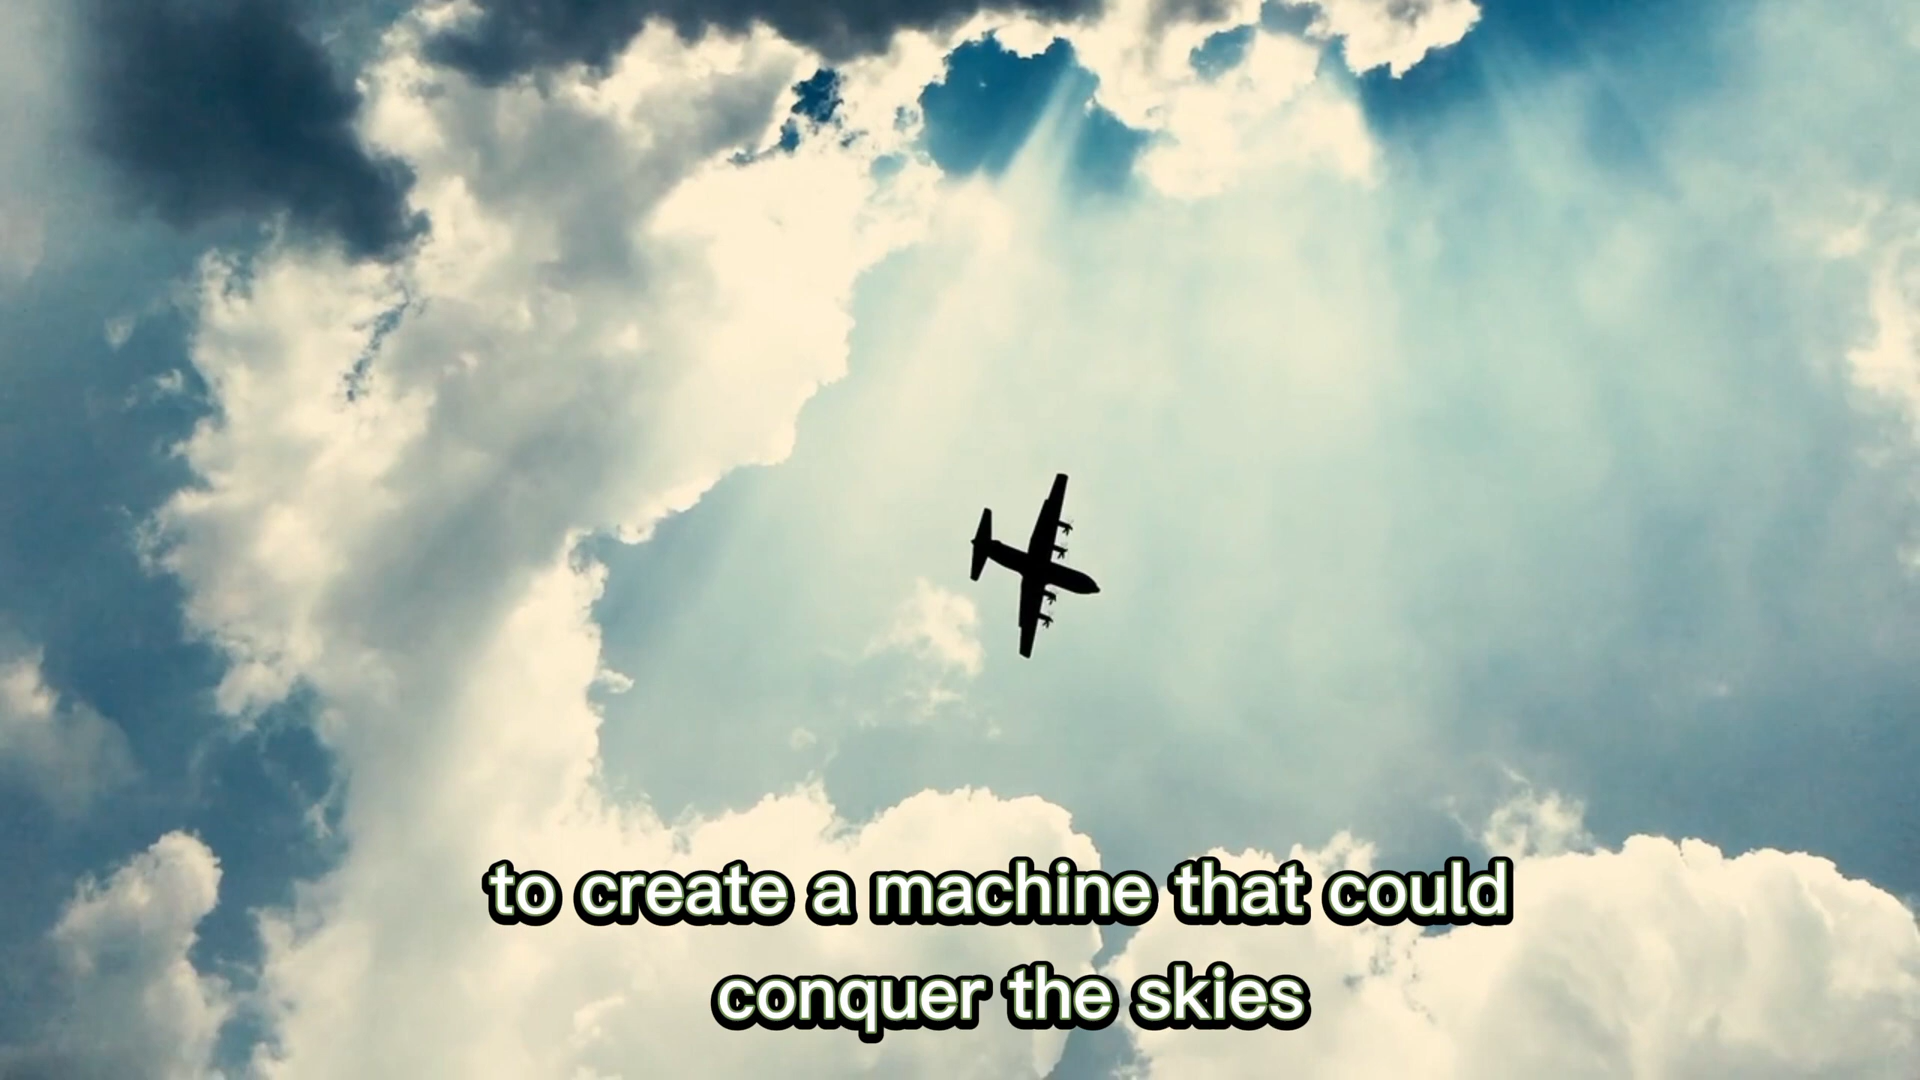 to create a machine that could
conquer the skies